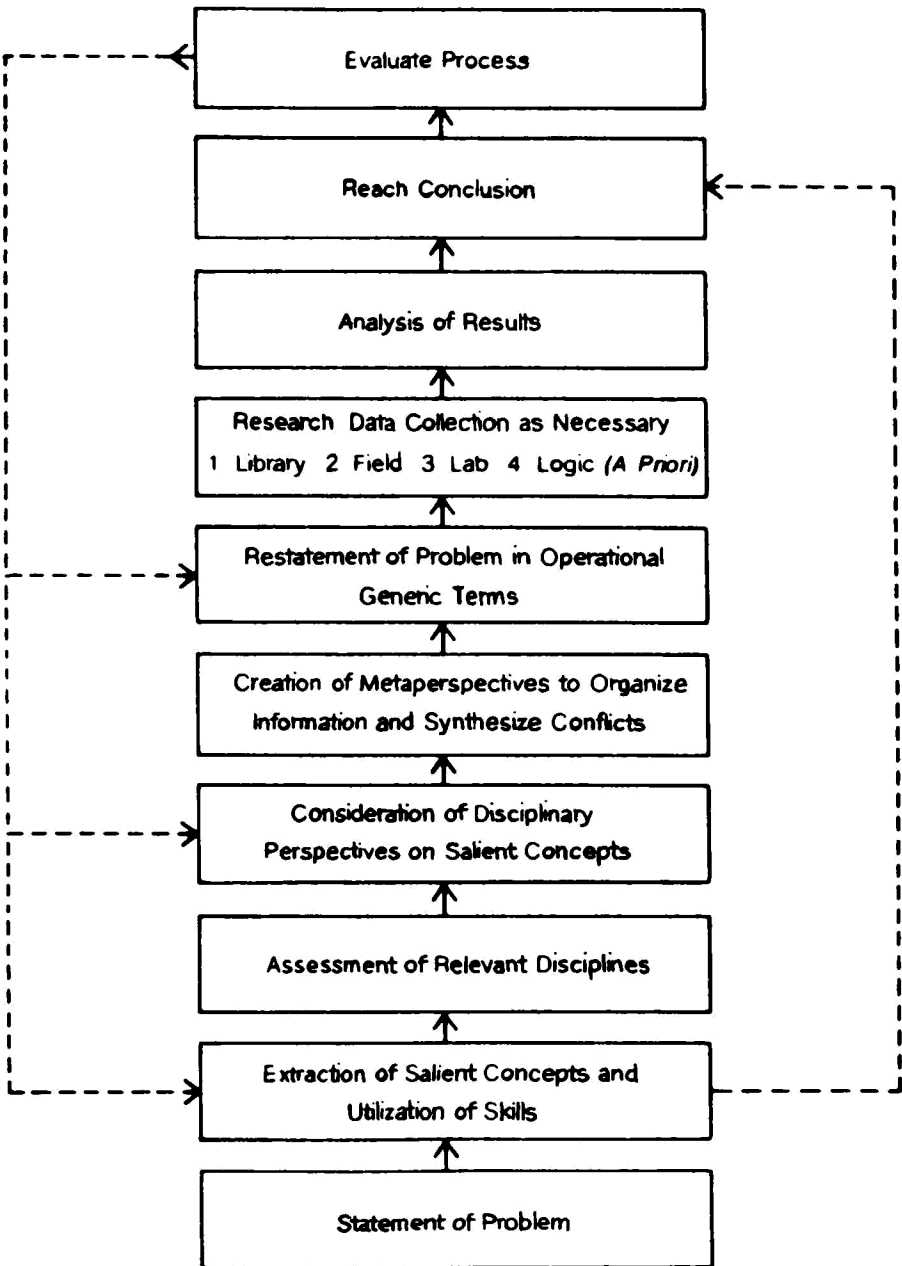 Evaluate Process
Reach Conclusion
Analysis of Results
Research Data Collection as Necessary
1 Library 2 Field 3 Lab 4 Logic (A Priori)
Restatement of Problem in Operational
Generic Terms
Creation of Metaperspectives to Organize
Information and Synthesize Conflicts
Consideration of Disciplinary
Perspectives on Salient Concepts
Assessment of Relevant Disciplines
Extraction of Salient Concepts and
Utilization of Skills
Statement of Problem